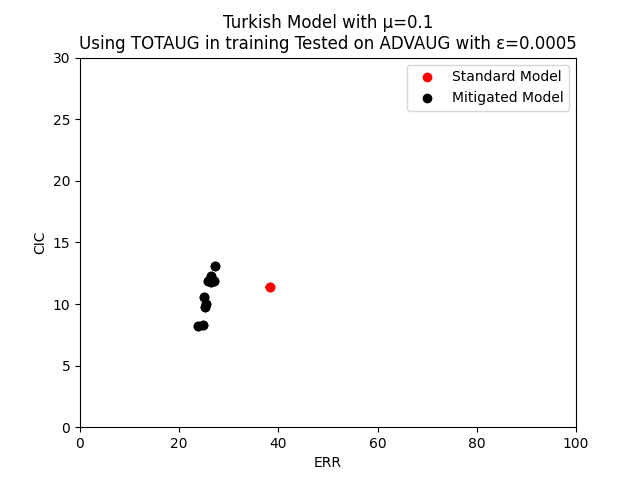 Turkish Model with μ=0.1
Using TOTAUG in training Tested on ADVAUG with ε=0.0005
Standard Model
Mitigated Model
30
25
20
15
10
5
0
CIC
0 20 40 60 80 100
ERR